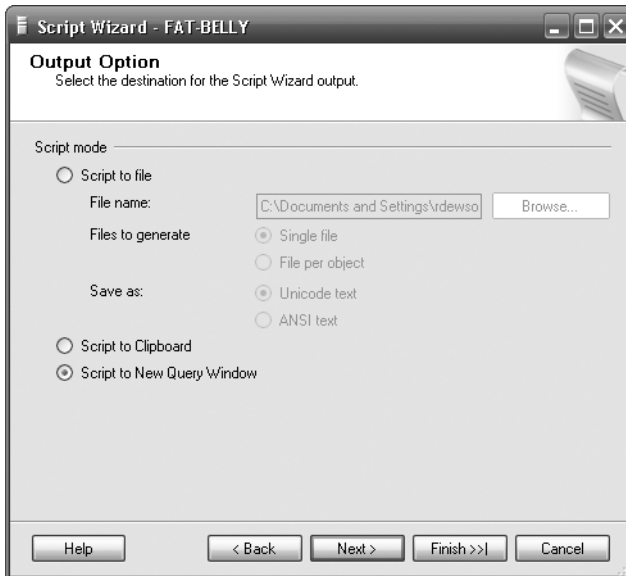 Script Wizard - FAT-BELLY
Output Option
Select the destination for the Script Wizard output.
Script mode
Script to file
File name: C:\Documents and Settings\rdewso Browse...
Files to generate Single file
File per object
Save as: Unicode text
ANSI text
Script to Clipboard
Script to New Query Window
Help < Back Next > Finish >>| Cancel